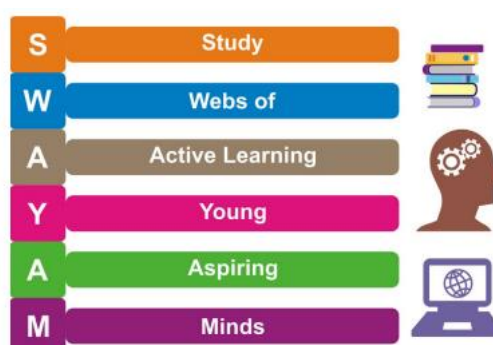 S Study
W Webs of
A Active Learning
Y Young
A Aspiring
M Minds